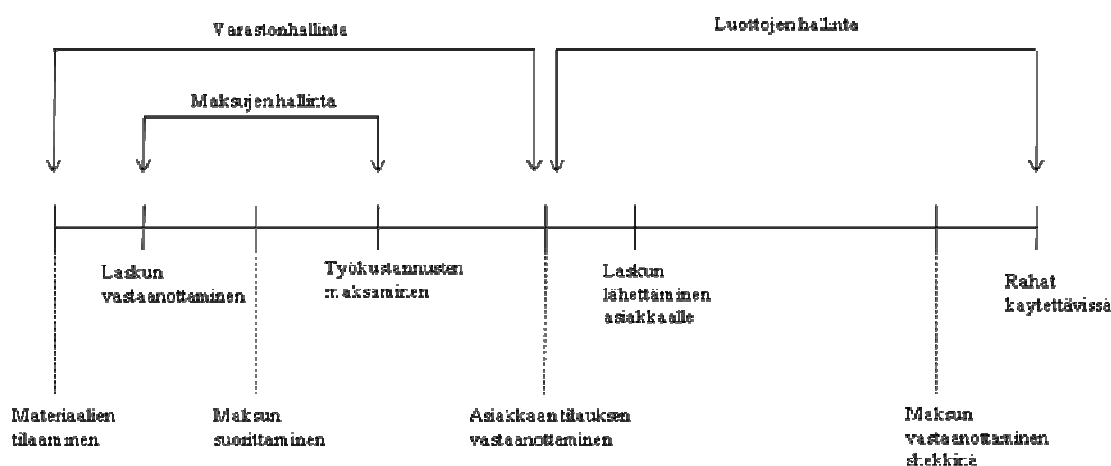 Varastonhallinta
Luottojenhallinta
Maksujenhallinta
Laskun
vastaanottaminen
Työkustannusten
maksaminen
Laskun
lähettäminen
asiakkaalle
Rahat
käytettävissä
Materiaalien
tilaaminen
Maksun
suorittaminen
Asiakkaan tilauksen
vastaanottaminen
Maksun
vastaanottaminen
shekkinä